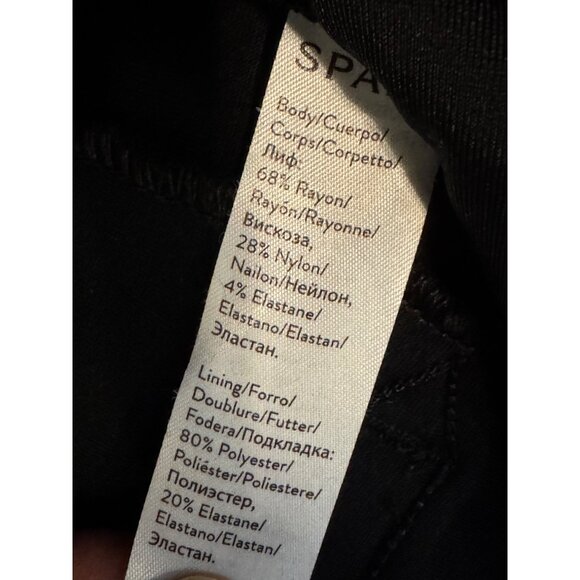 SPA
Body/Cuerpo/
Corps/Corpetto/
Лиф:
68% Rayon/
Rayón/Rayonne/
Вискоза,
28% Nylon/
Nailon/Нейлон,
4% Elastane/
Elastano/Elastan/
Эластан.
Lining/Forro/
Doublure/Futter/
Fodera/Подкладка:
80% Polyester/
Poliéster/Poliestere/
Полиэстер,
20% Elastane/
Elastano/Elastan/
Эластан.